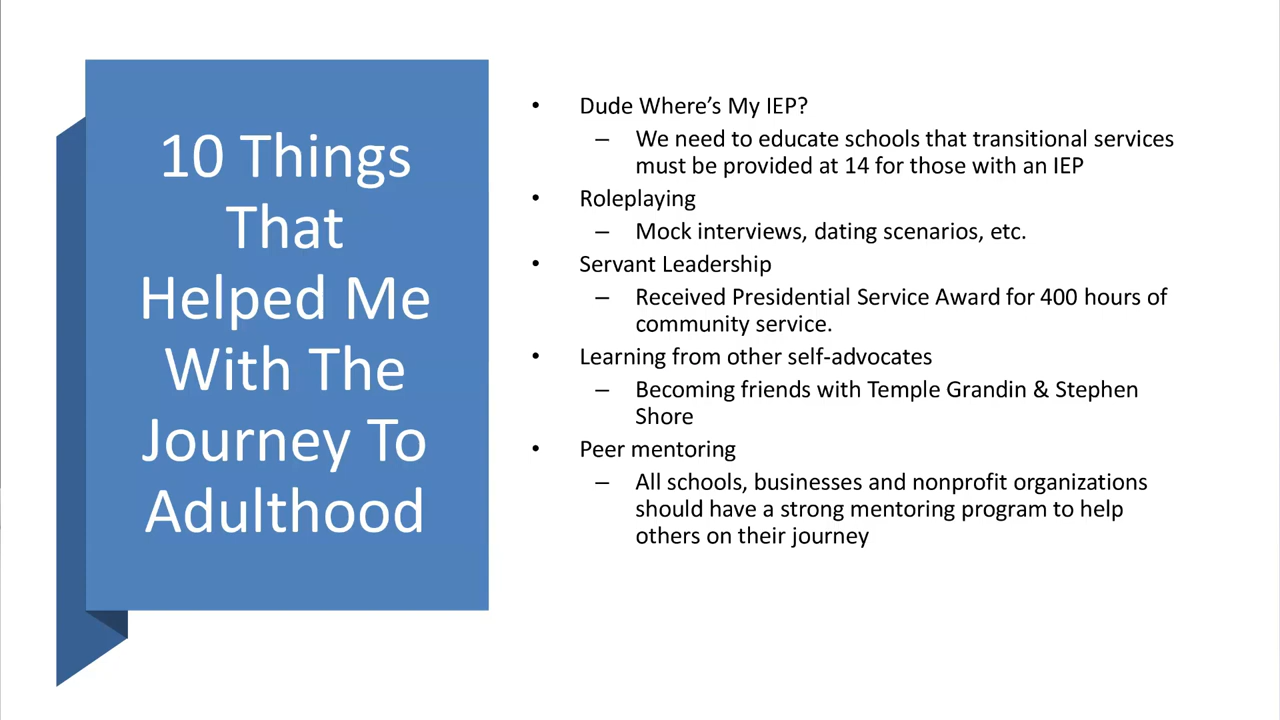 10 Things
That
Helped Me
With The
Journey To
Adulthood
• Dude Where's My IEP?
– We need to educate schools that transitional services
must be provided at 14 for those with an IEP
• Roleplaying
– Mock interviews, dating scenarios, etc.
• Servant Leadership
– Received Presidential Service Award for 400 hours of
community service.
• Learning from other self-advocates
– Becoming friends with Temple Grandin & Stephen
Shore
• Peer mentoring
– All schools, businesses and nonprofit organizations
should have a strong mentoring program to help
others on their journey